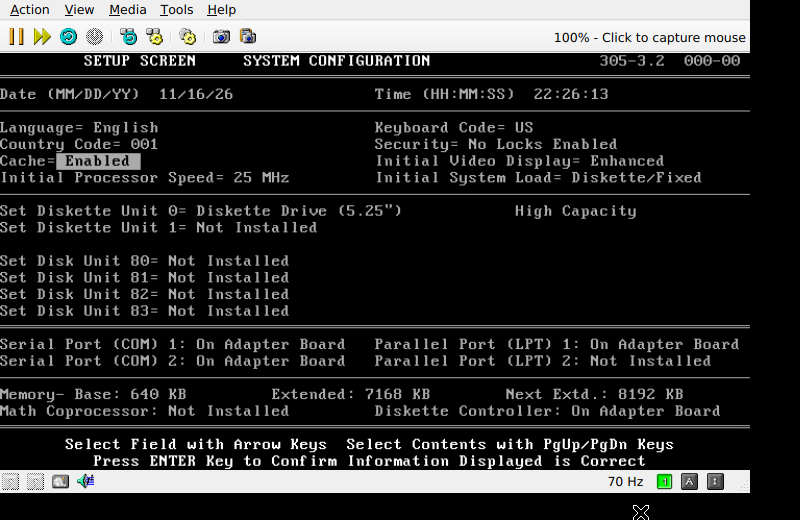 Action View Media Tools Help
100% - Click to capture mouse
SETUP SCREEN SYSTEM CONFIGURATION 305-3.2 000-00
Date (MM/DD/YY) 11/16/26 Time (HH:MM:SS) 22:26:13
Language= English Keyboard Code= US
Country Code= 001 Security= No Locks Enabled
Cache= Enabled Initial Video Display= Enhanced
Initial Processor Speed= 25 MHz Initial System Load= Diskette/Fixed
Set Diskette Unit 0= Diskette Drive (5.25") High Capacity
Set Diskette Unit 1= Not Installed
Set Disk Unit 80= Not Installed
Set Disk Unit 81= Not Installed
Set Disk Unit 82= Not Installed
Set Disk Unit 83= Not Installed
Serial Port (COM) 1: On Adapter Board Parallel Port (LPT) 1: On Adapter Board
Serial Port (COM) 2: On Adapter Board Parallel Port (LPT) 2: Not Installed
Memory- Base: 640 KB Extended: 7168 KB Next Extd.: 8192 KB
Math Coprocessor: Not Installed Diskette Controller: On Adapter Board
Select Field with Arrow Keys Select Contents with PgUp/PgDn Keys
Press ENTER Key to Confirm Information Displayed is Correct
70 Hz 1 A